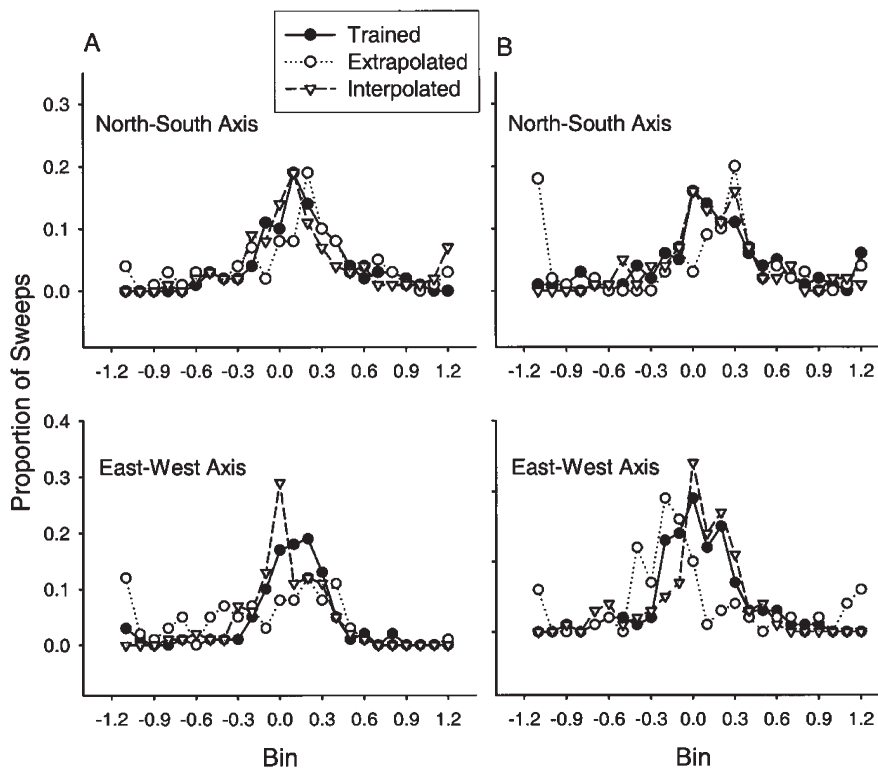 A
B
Trained
Extrapolated
Interpolated
North-South Axis
North-South Axis
0.3
0.2
0.1
0.0
-1.2 -0.9 -0.6 -0.3 0.0 0.3 0.6 0.9 1.2
-1.2 -0.9 -0.6 -0.3 0.0 0.3 0.6 0.9 1.2
Proportion of Sweeps
East-West Axis
East-West Axis
0.4
0.3
0.2
0.1
0.0
-1.2 -0.9 -0.6 -0.3 0.0 0.3 0.6 0.9 1.2
-1.2 -0.9 -0.6 -0.3 0.0 0.3 0.6 0.9 1.2
Bin
Bin